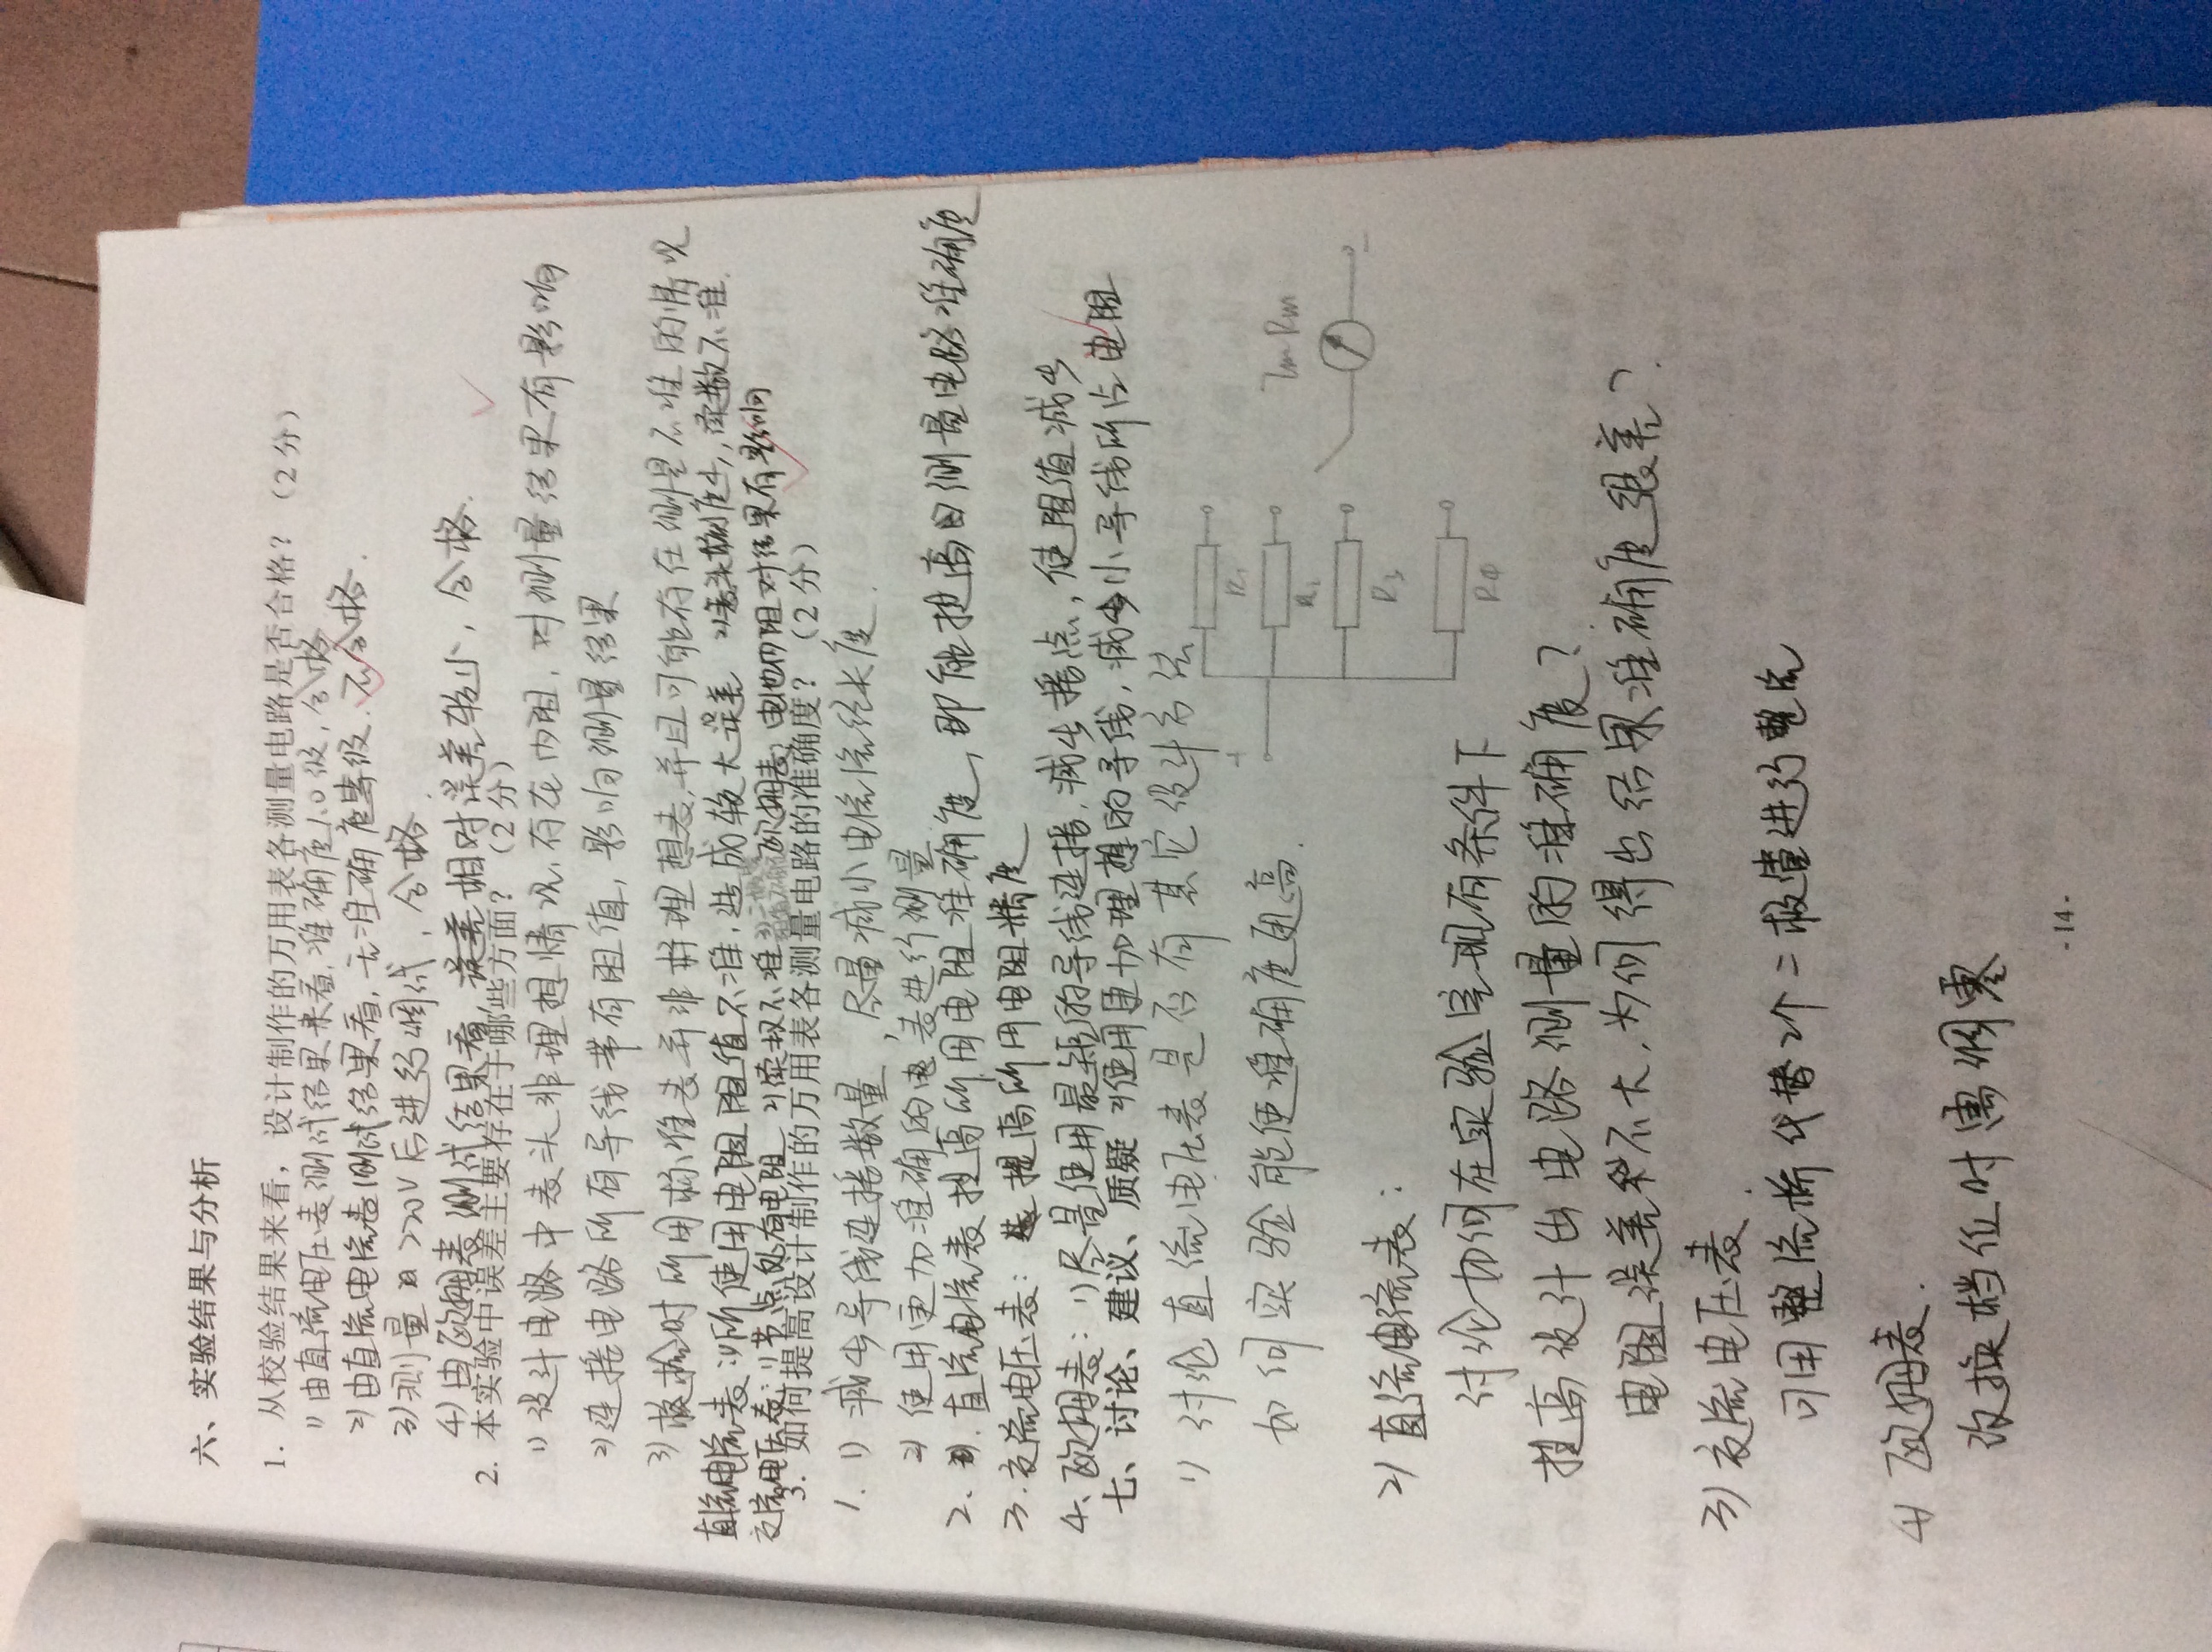 六、实验结果与分析
1. 从校验结果来看，设计制作的万用表各测量电路是否合格？（2分）
1) 由直流电压表测试结果来看，准确度1.0级，合格
2) 由直流电流表测试结果看，无准确度等级，不合格.
3) 测量 220V后进行调试，合格.
4) 由欧姆表测试结果看，相对误差较小，合格.
2. 本实验中误差主要存在于哪些方面？（2分）
1) 设计电路中表头非理想情况，存在内阻，对测量结果有影响
2) 连接电路所有导线带有阻值，影响测量结果
3) 校验时所用标准表并非 理想表，并且可能存在测量不准的情况
直流电流表：1)所使用电阻阻值不准，造成较大误差 2)表头 读数不准.
交流电压表：1)节点处有电阻 2)读数不准 欧姆表：电池内阻对结果有影响
3. 如何提高设计制作的万用表各测量电路的准确度？（2分）
1. 1) 减少导线连接数量，尽量减小电流流经长度.
2) 使用更加准确的电表进行测量
2. 直流电流表提高所用电阻准确度，即能提高 测量电路准确度
3. 交流电压表：提高所用电阻精度
4. 欧姆表：1)尽量使用最短的导线连接，减少接点，使阻值减少
七、讨论、建议、质疑 2)使用更加理想的导线，减小导线所占电阻
1) 讨论直流电压表是否有其它设计方法
如何实验能使准确度更高.
+
R1
R2
R3
R4
Im Rm
-
2) 直流电流表：
讨论如何在实验室现有条件下
提高设计出电路测量的准确度？
电阻误差 不大，为何得出结果准确度很差？
3) 交流电压表.
可用整流桥代替2个二极管进行整流
4) 欧姆表.
改换档位时需调零
- 14 -